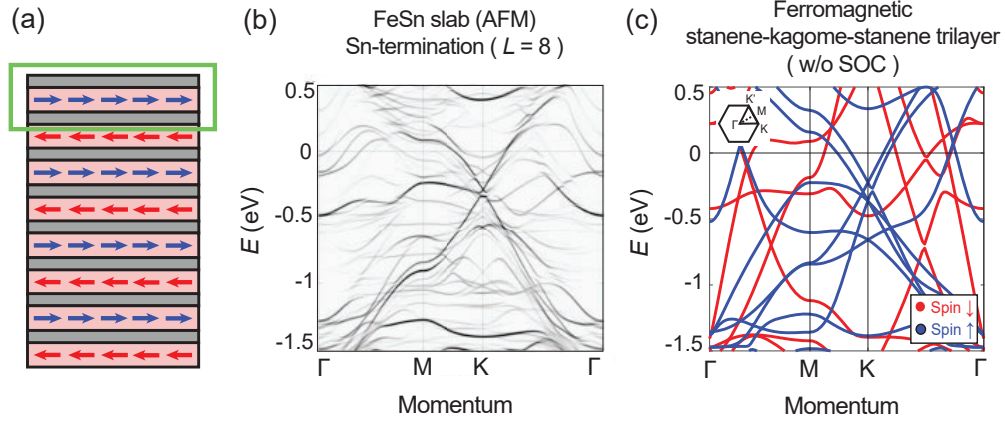 (a)
(b)
FeSn slab (AFM)
Sn-termination ( L = 8 )
0.5
0
-0.5
-1
-1.5
E (eV)
Γ M K Γ
Momentum
(c)
Ferromagnetic
stanene-kagome-stanene trilayer
( w/o SOC )
K'
M
Γ
K
0.5
0
-0.5
-1
-1.5
E (eV)
Spin ↓
Spin ↑
Γ M K Γ
Momentum